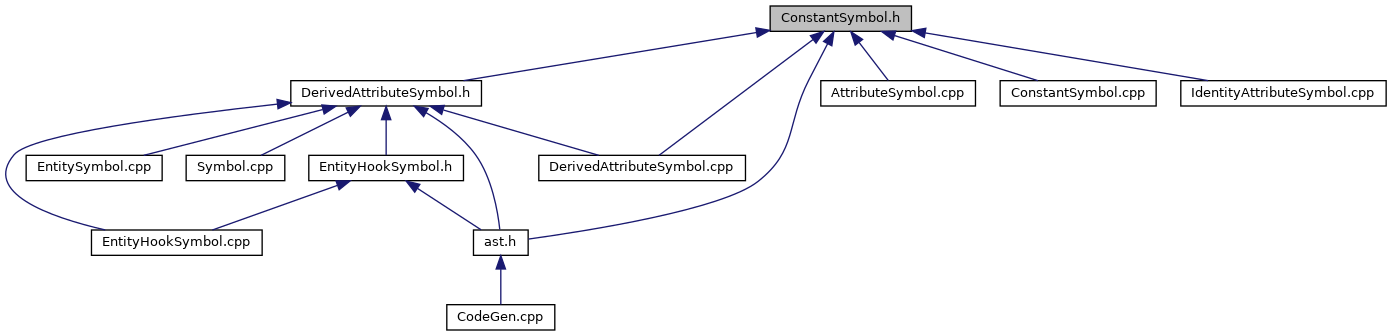 ConstantSymbol.h
DerivedAttributeSymbol.h
AttributeSymbol.cpp
ConstantSymbol.cpp
IdentityAttributeSymbol.cpp
EntitySymbol.cpp
Symbol.cpp
EntityHookSymbol.h
DerivedAttributeSymbol.cpp
EntityHookSymbol.cpp
ast.h
CodeGen.cpp